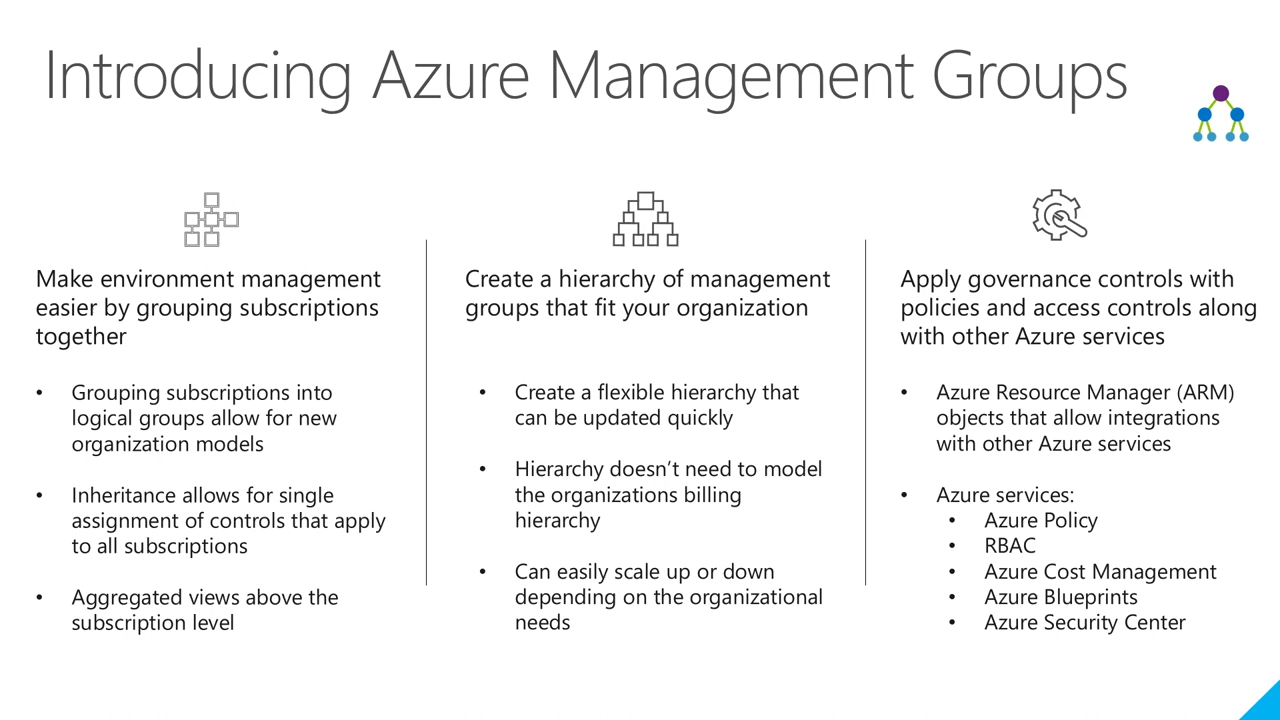 Introducing Azure Management Groups
Make environment management
easier by grouping subscriptions
together
• Grouping subscriptions into
logical groups allow for new
organization models
• Inheritance allows for single
assignment of controls that apply
to all subscriptions
• Aggregated views above the
subscription level
Create a hierarchy of management
groups that fit your organization
• Create a flexible hierarchy that
can be updated quickly
• Hierarchy doesn’t need to model
the organizations billing
hierarchy
• Can easily scale up or down
depending on the organizational
needs
Apply governance controls with
policies and access controls along
with other Azure services
• Azure Resource Manager (ARM)
objects that allow integrations
with other Azure services
• Azure services:
• Azure Policy
• RBAC
• Azure Cost Management
• Azure Blueprints
• Azure Security Center